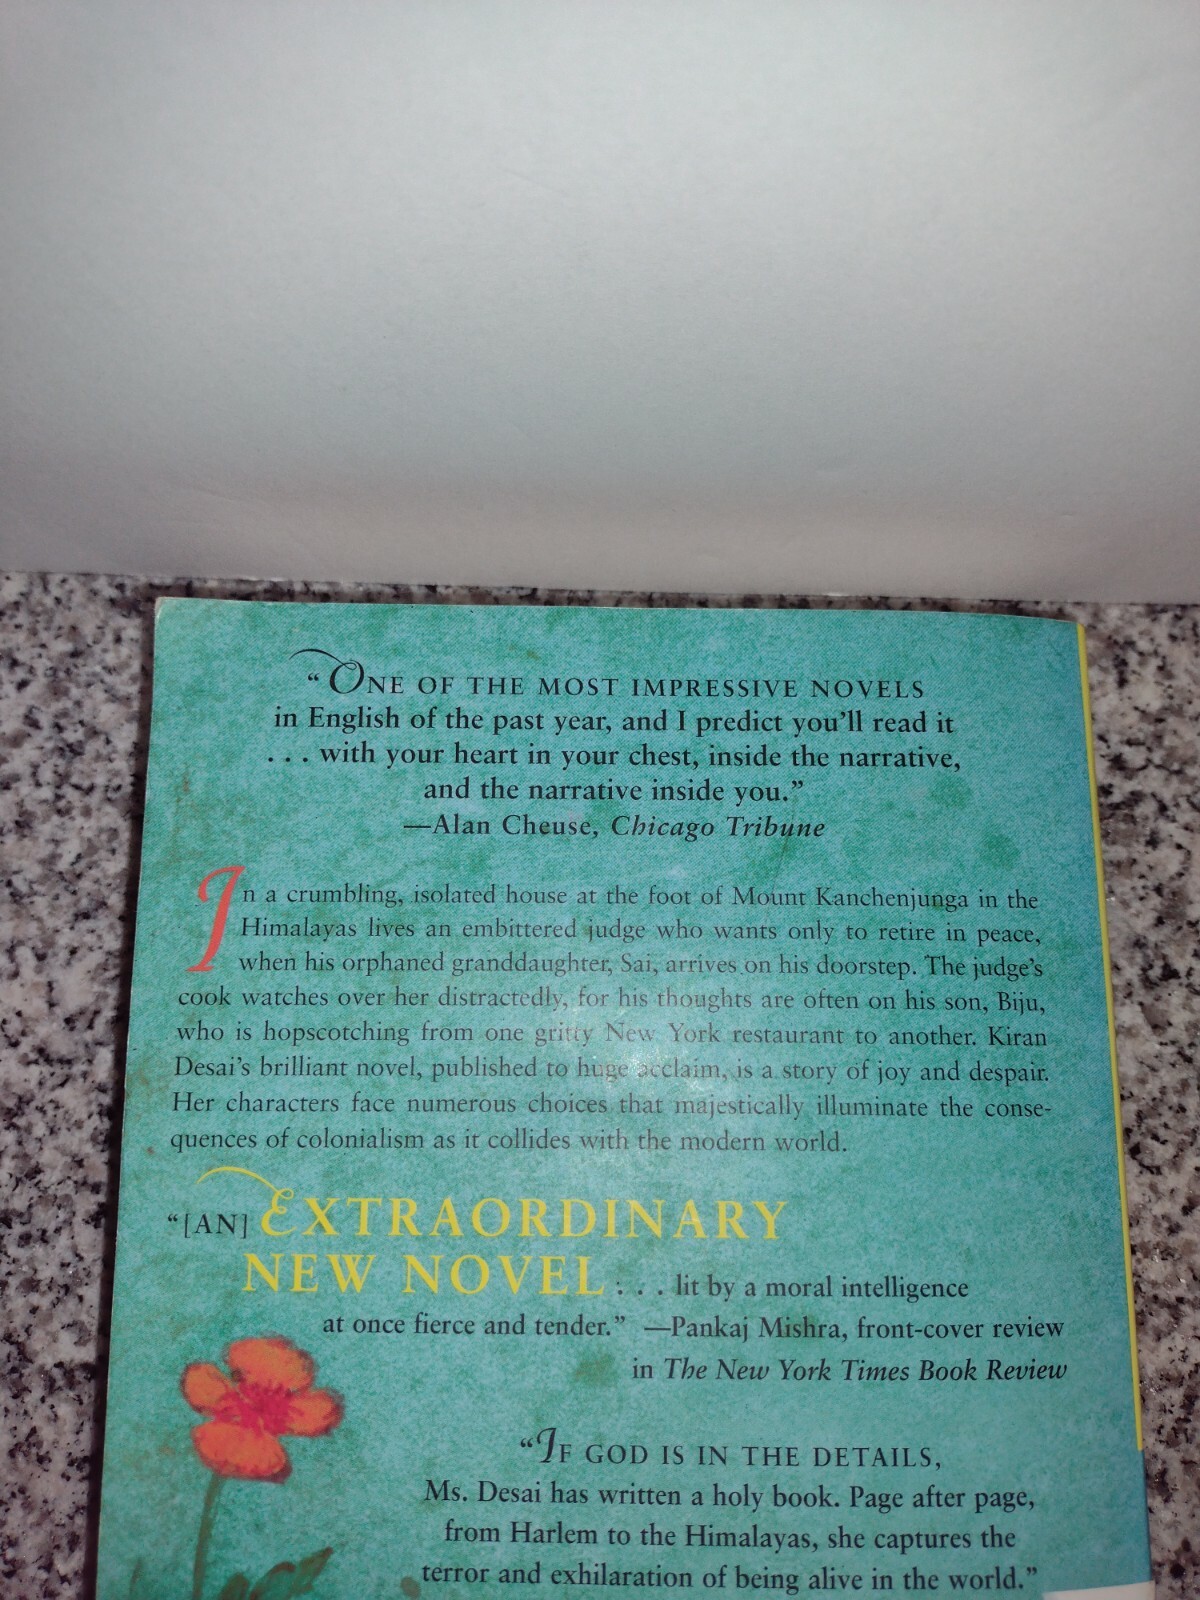 “ONE OF THE MOST IMPRESSIVE NOVELS
in English of the past year, and I predict you’ll read it
. . . with your heart in your chest, inside the narrative,
and the narrative inside you.”
—Alan Cheuse, Chicago Tribune
In a crumbling, isolated house at the foot of Mount Kanchenjunga in the
Himalayas lives an embittered judge who wants only to retire in peace,
when his orphaned granddaughter, Sai, arrives on his doorstep. The judge’s
cook watches over her distractedly, for his thoughts are often on his son, Biju,
who is hopscotching from one gritty New York restaurant to another. Kiran
Desai’s brilliant novel, published to huge acclaim, is a story of joy and despair.
Her characters face numerous choices that majestically illuminate the conse-
quences of colonialism as it collides with the modern world.
“[AN] EXTRAORDINARY
NEW NOVEL . . . lit by a moral intelligence
at once fierce and tender.” —Pankaj Mishra, front-cover review
in The New York Times Book Review
“IF GOD IS IN THE DETAILS,
Ms. Desai has written a holy book. Page after page,
from Harlem to the Himalayas, she captures the
terror and exhilaration of being alive in the world.”